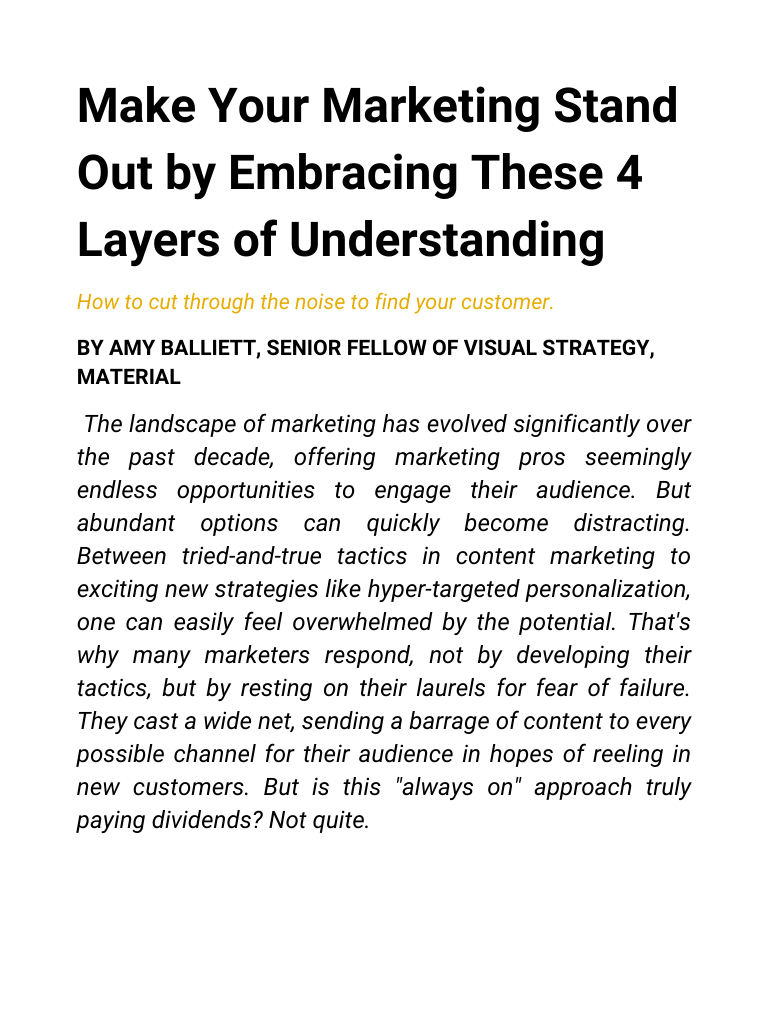 Make Your Marketing Stand
Out by Embracing These 4
Layers of Understanding
How to cut through the noise to find your customer.
BY AMY BALLIETT, SENIOR FELLOW OF VISUAL STRATEGY,
MATERIAL
The landscape of marketing has evolved significantly over
the past decade, offering marketing pros seemingly
endless opportunities to engage their audience. But
abundant options can quickly become distracting.
Between tried-and-true tactics in content marketing to
exciting new strategies like hyper-targeted personalization,
one can easily feel overwhelmed by the potential. That's
why many marketers respond, not by developing their
tactics, but by resting on their laurels for fear of failure.
They cast a wide net, sending a barrage of content to every
possible channel for their audience in hopes of reeling in
new customers. But is this "always on" approach truly
paying dividends? Not quite.